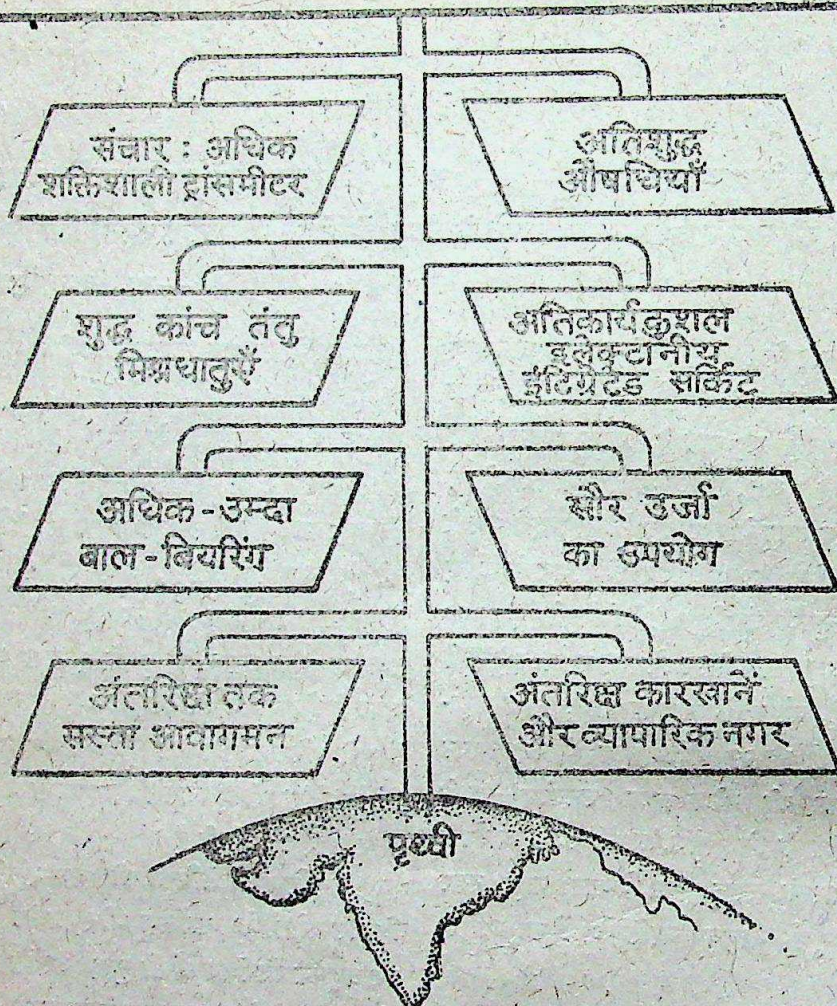 संचार : अधिक
शक्तिशाली ट्रांसमीटर
अतिशुद्ध
औषधियाँ
शुद्ध कांच तंतु
मिश्रधातुएँ
अतिकार्यकुशल
इलेक्ट्रानीय
इंटिग्रेटेड सर्किट
अधिक - उम्दा
बाल - बियरिंग
सौर उर्जा
का उपयोग
अंतरिक्ष तक
सस्ता आवागमन
अंतरिक्ष कारखानें
और व्यापारिक नगर
पृथ्वी